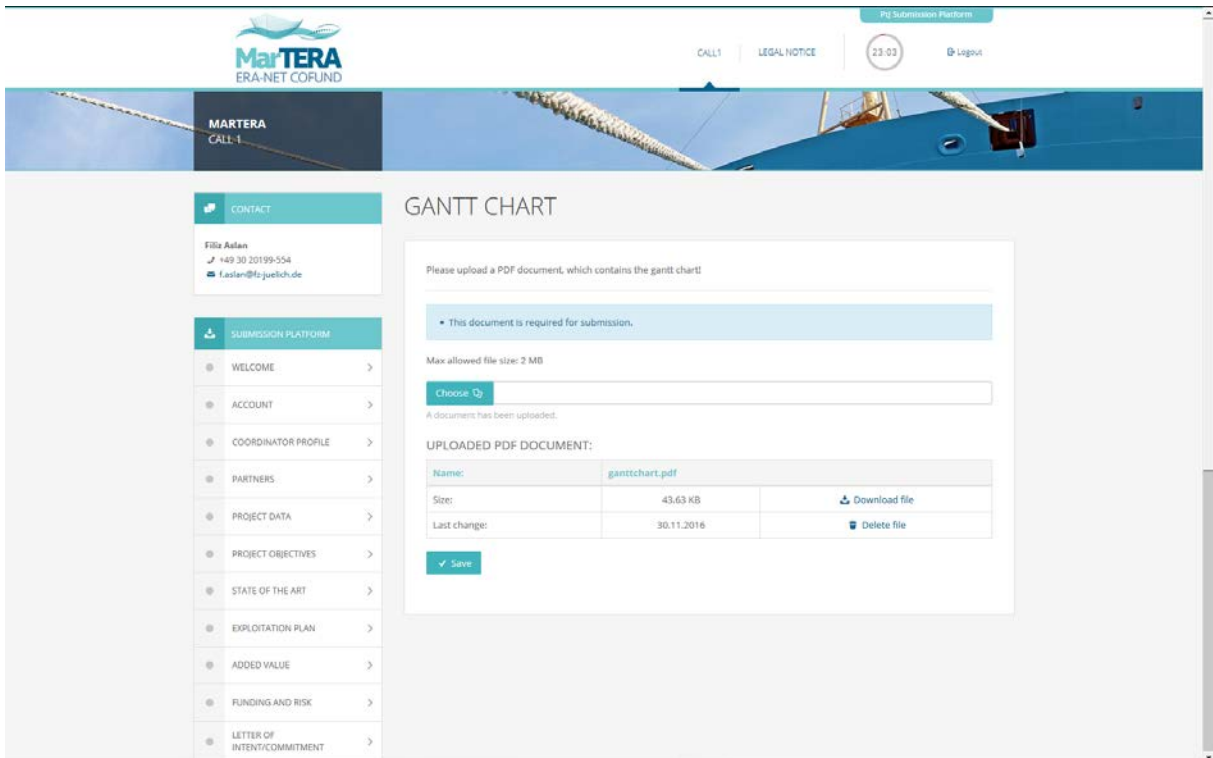 PtJ Submission Platform
MarTERA
ERA-NET COFUND
CALL1
LEGAL NOTICE
23:03
Logout
MARTERA
CALL 1
CONTACT
Filiz Aslan
+49 30 20199-554
f.aslan@fz-juelich.de
SUBMISSION PLATFORM
WELCOME
ACCOUNT
COORDINATOR PROFILE
PARTNERS
PROJECT DATA
PROJECT OBJECTIVES
STATE OF THE ART
EXPLOITATION PLAN
ADDED VALUE
FUNDING AND RISK
LETTER OF
INTENT/COMMITMENT
GANTT CHART
Please upload a PDF document, which contains the gantt chart!
• This document is required for submission.
Max allowed file size: 2 MB
Choose
A document has been uploaded.
UPLOADED PDF DOCUMENT:
Name: ganttchart.pdf
Size: 43.63 KB Download file
Last change: 30.11.2016 Delete file
Save